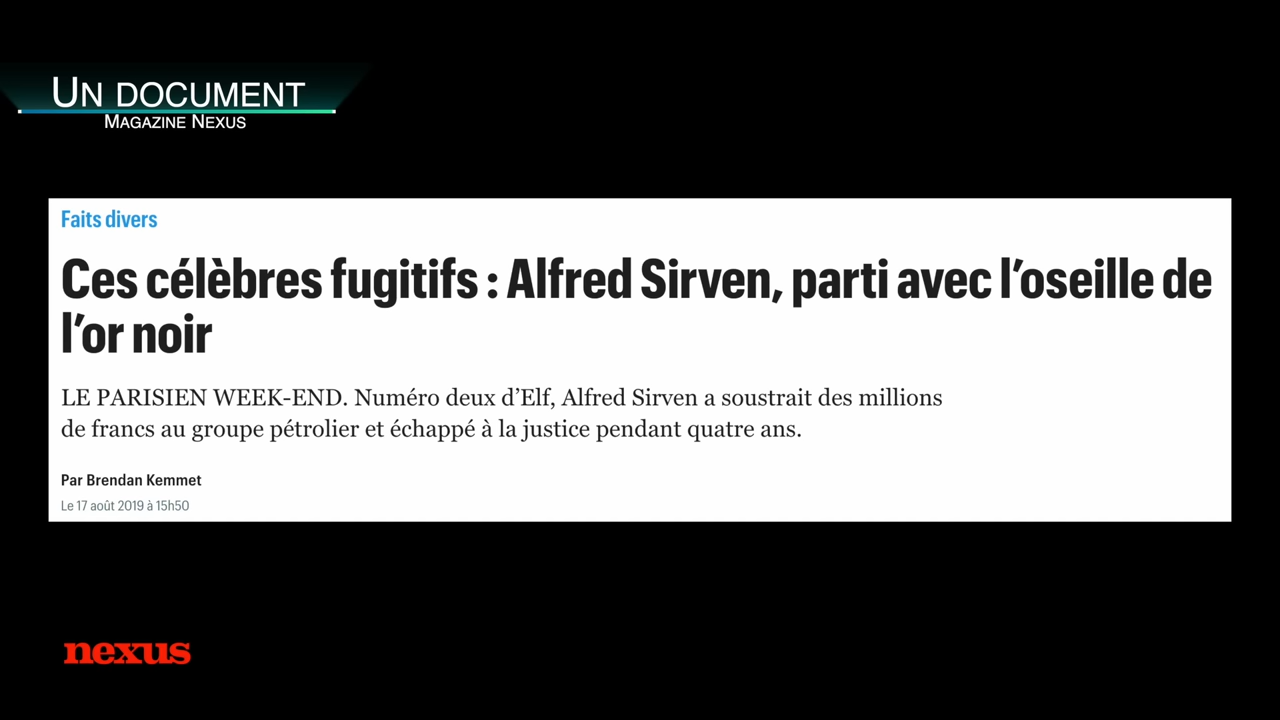 UN DOCUMENT
MAGAZINE NEXUS
Faits divers
Ces célèbres fugitifs : Alfred Sirven, parti avec l’oseille de
l’or noir
LE PARISIEN WEEK-END. Numéro deux d’Elf, Alfred Sirven a soustrait des millions
de francs au groupe pétrolier et échappé à la justice pendant quatre ans.
Par Brendan Kemmet
Le 17 août 2019 à 15h50
nexus